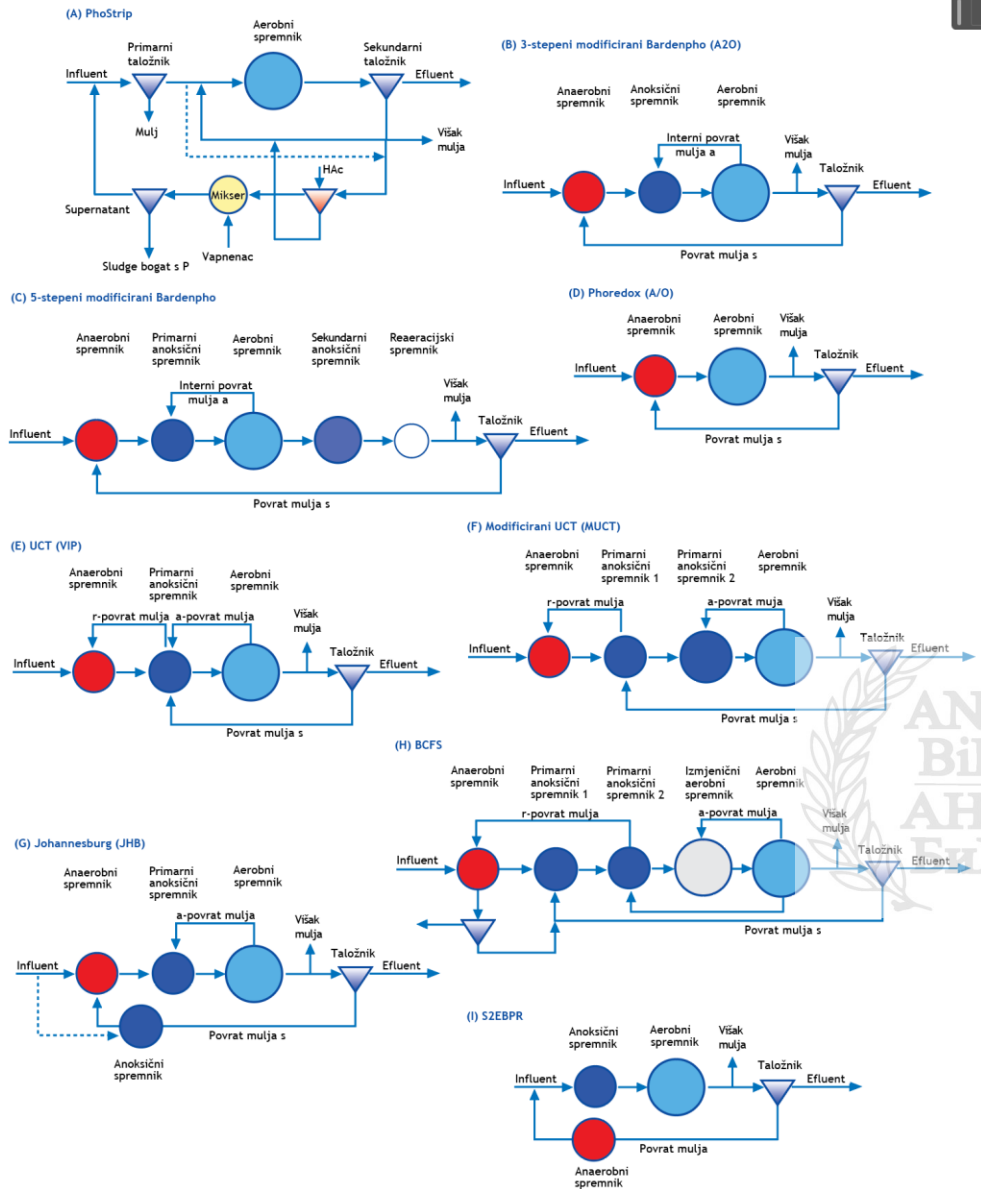 (A) PhoStrip
Aerobni
spremnik
Primarni
taložnik
Sekundarni
taložnik
Influent
Efluent
Mulj
Višak
mulja
HAc
Mikser
Supernatant
Vapnenac
Sludge bogat s P
(B) 3-stepeni modificirani Bardenpho (A2O)
Anaerobni
spremnik
Anoksični
spremnik
Aerobni
spremnik
Interni povrat
mulja a
Višak
mulja
Taložnik
Influent
Efluent
Povrat mulja s
(C) 5-stepeni modificirani Bardenpho
Anaerobni
spremnik
Primarni
anoksični
spremnik
Aerobni
spremnik
Sekundarni
anoksični
spremnik
Reaeracijski
spremnik
Interni povrat
mulja a
Višak
mulja
Taložnik
Influent
Efluent
Povrat mulja s
(D) Phoredox (A/O)
Anaerobni
spremnik
Aerobni
spremnik
Višak
mulja
Taložnik
Influent
Efluent
Povrat mulja s
(E) UCT (VIP)
Anaerobni
spremnik
Primarni
anoksični
spremnik
Aerobni
spremnik
r-povrat mulja
a-povrat mulja
Višak
mulja
Taložnik
Influent
Efluent
Povrat mulja s
(F) Modificirani UCT (MUCT)
Anaerobni
spremnik
Primarni
anoksični
spremnik 1
Primarni
anoksični
spremnik 2
Aerobni
spremnik
r-povrat mulja
a-povrat muja
Višak
mulja
Taložnik
Influent
Efluent
Povrat mulja s
(G) Johannesburg (JHB)
Anaerobni
spremnik
Primarni
anoksični
spremnik
Aerobni
spremnik
a-povrat mulja
Višak
mulja
Taložnik
Influent
Efluent
Povrat mulja s
Anoksični
spremnik
(H) BCFS
Anaerobni
spremnik
Primarni
anoksični
spremnik 1
Primarni
anoksični
spremnik 2
Izmjenični
aerobni
spremnik
Aerobni
spremnik
r-povrat mulja
a-povrat mulja
Višak
mulja
Taložnik
Influent
Efluent
Povrat mulja s
(I) S2EBPR
Anoksični
spremnik
Aerobni
spremnik
Višak
mulja
Taložnik
Influent
Efluent
Povrat mulja
Anaerobni
spremnik